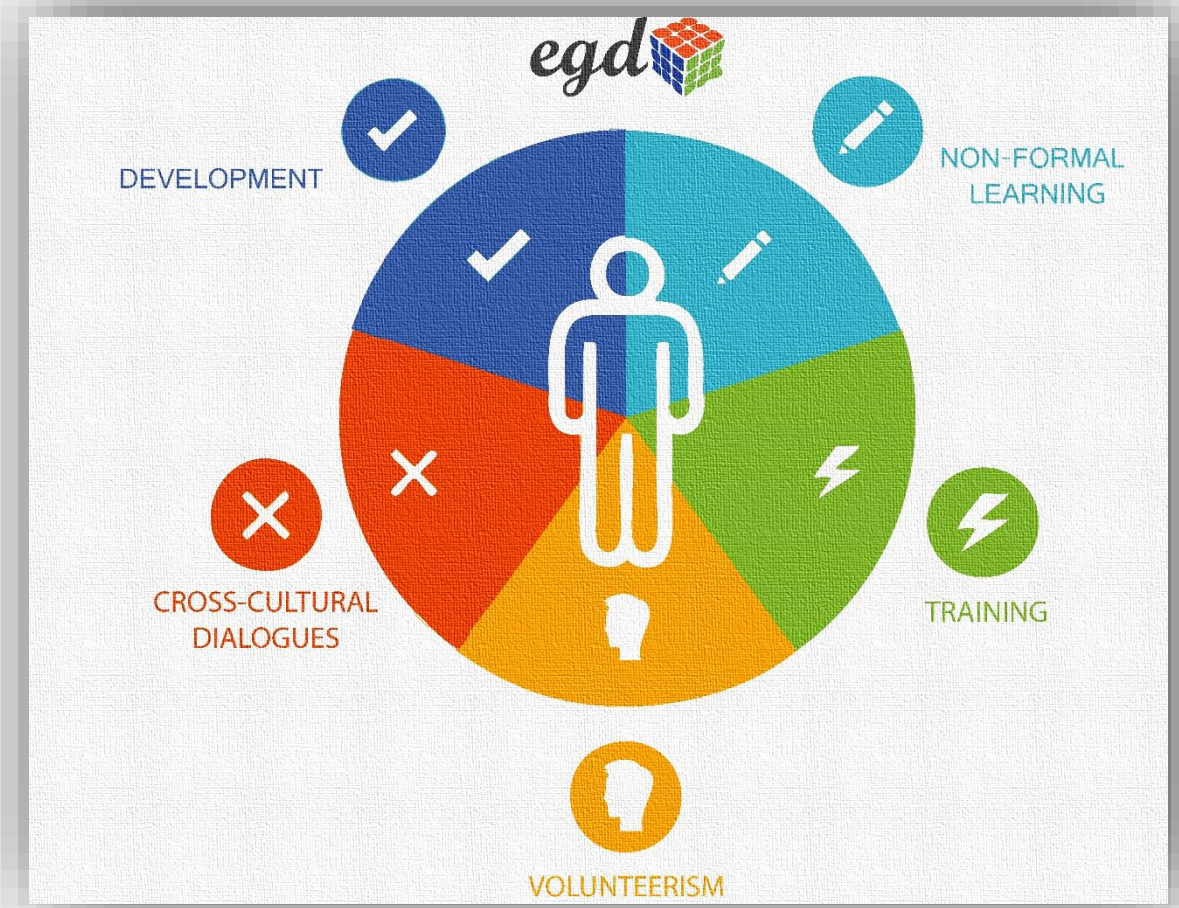 egd
DEVELOPMENT
NON-FORMAL
LEARNING
CROSS-CULTURAL
DIALOGUES
TRAINING
VOLUNTEERISM